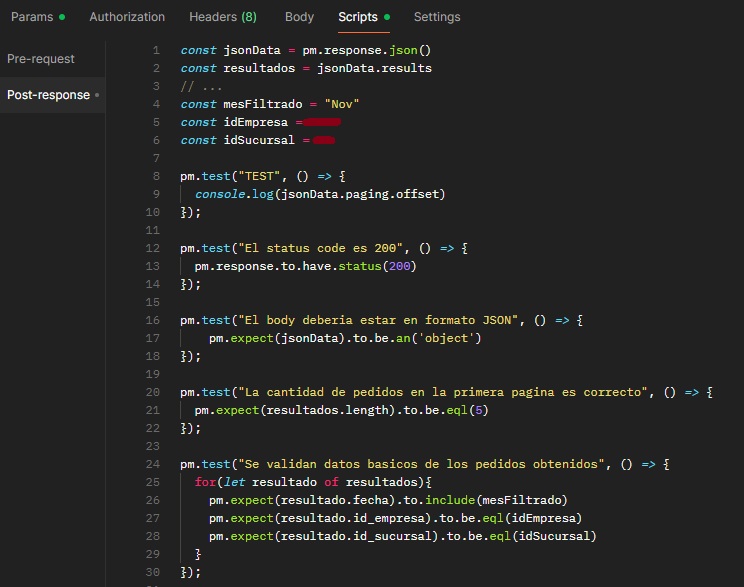 Params Authorization Headers (8) Body Scripts Settings
Pre-request
Post-response
1 const jsonData = pm.response.json()
2 const resultados = jsonData.results
3 // ...
4 const mesFiltrado = "Nov"
5 const idEmpresa =
6 const idSucursal =
7
8 pm.test("TEST", () => {
9 console.log(jsonData.paging.offset)
10 });
11
12 pm.test("El status code es 200", () => {
13 pm.response.to.have.status(200)
14 });
15
16 pm.test("El body deberia estar en formato JSON", () => {
17 pm.expect(jsonData).to.be.an('object')
18 });
19
20 pm.test("La cantidad de pedidos en la primera pagina es correcto", () => {
21 pm.expect(resultados.length).to.be.eql(5)
22 });
23
24 pm.test("Se validan datos basicos de los pedidos obtenidos", () => {
25 for(let resultado of resultados){
26 pm.expect(resultado.fecha).to.include(mesFiltrado)
27 pm.expect(resultado.id_empresa).to.be.eql(idEmpresa)
28 pm.expect(resultado.id_sucursal).to.be.eql(idSucursal)
29 }
30 });